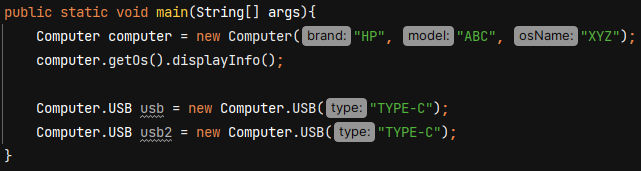 public static void main(String[] args){
Computer computer = new Computer( brand: "HP", model: "ABC", osName: "XYZ");
computer.getOs().displayInfo();
Computer.USB usb = new Computer.USB( type: "TYPE-C");
Computer.USB usb2 = new Computer.USB( type: "TYPE-C");
}